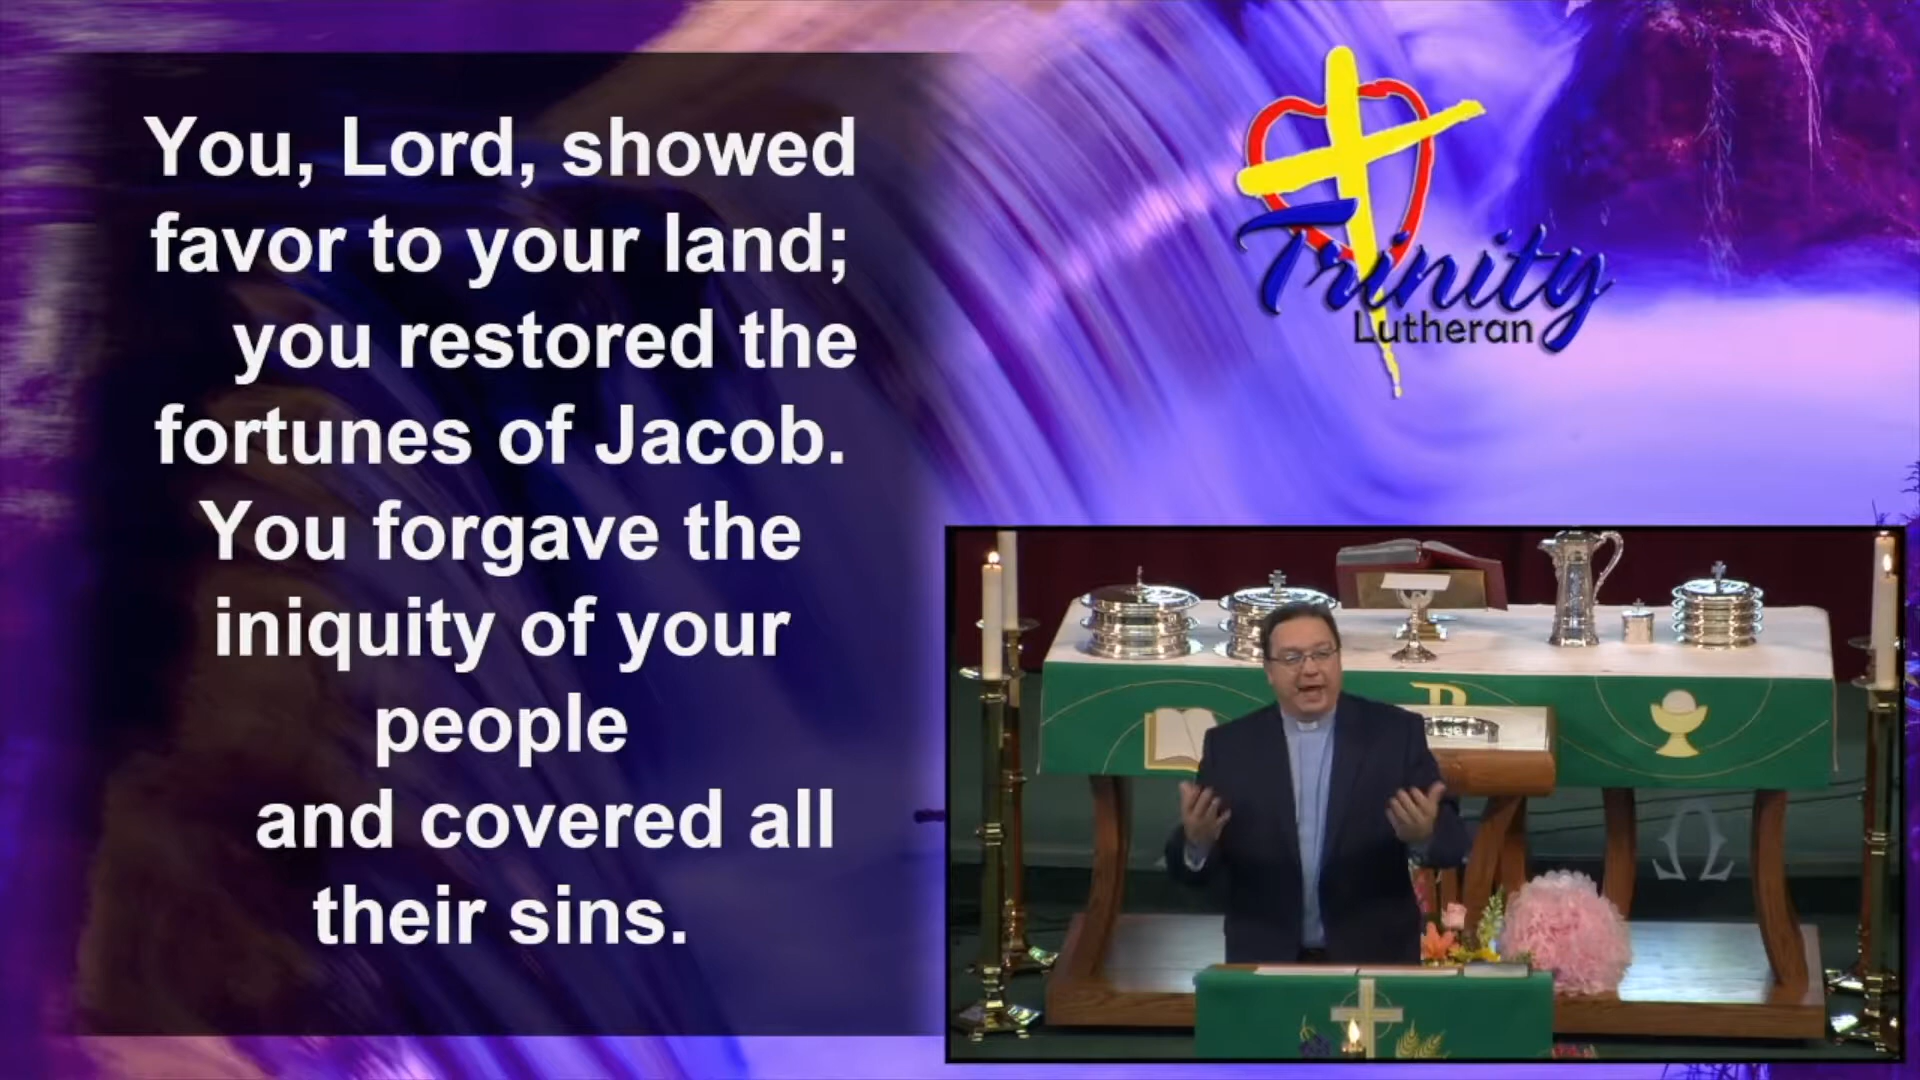 You, Lord, showed
favor to your land;
you restored the
fortunes of Jacob.
You forgave the
iniquity of your
people
and covered all
their sins.
Trinity
Lutheran
Ω